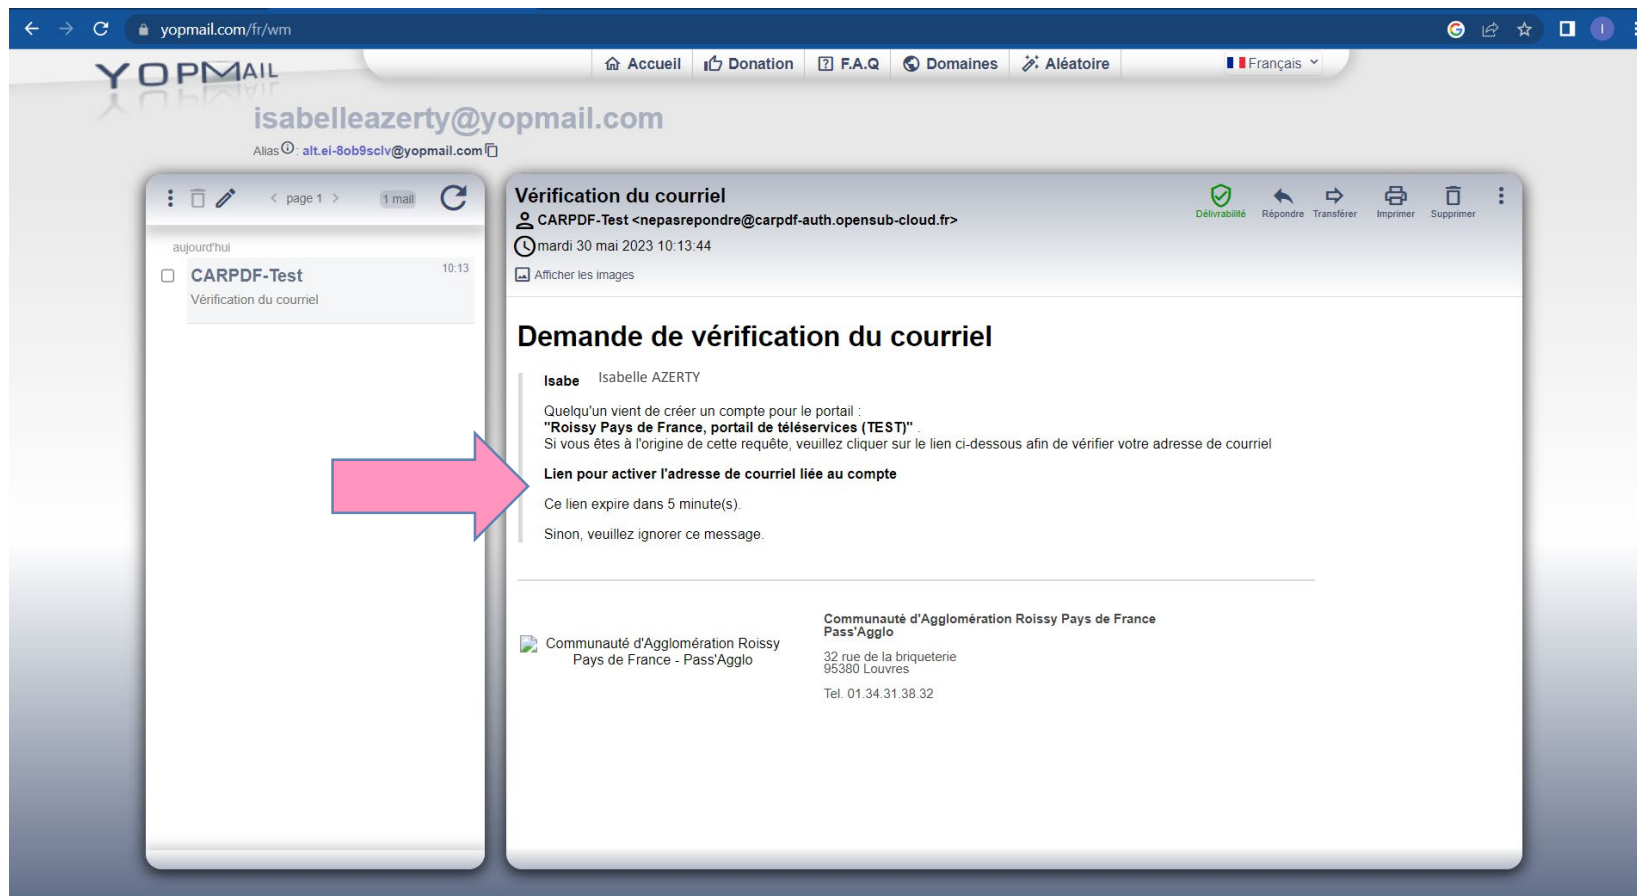 yopmail.com/fr/wm
YOPMAIL
Accueil
Donation
F.A.Q
Domaines
Aléatoire
Français
isabelleazerty@yopmail.com
Alias : alt.ei-8ob9sclv@yopmail.com
page 1
1 mail
aujourd'hui
CARPDF-Test
10:13
Vérification du courriel
Vérification du courriel
CARPDF-Test <nepasrepondre@carpdf-auth.opensub-cloud.fr>
mardi 30 mai 2023 10:13:44
Afficher les images
Délivrabilité
Répondre
Transférer
Imprimer
Supprimer
Demande de vérification du courriel
Isabe Isabelle AZERTY
Quelqu'un vient de créer un compte pour le portail :
"Roissy Pays de France, portail de téléservices (TEST)" .
Si vous êtes à l'origine de cette requête, veuillez cliquer sur le lien ci-dessous afin de vérifier votre adresse de courriel
Lien pour activer l'adresse de courriel liée au compte
Ce lien expire dans 5 minute(s).
Sinon, veuillez ignorer ce message.
Communauté d'Agglomération Roissy
Pays de France - Pass'Agglo
Communauté d'Agglomération Roissy Pays de France
Pass'Agglo
32 rue de la briqueterie
95380 Louvres
Tel. 01.34.31.38.32